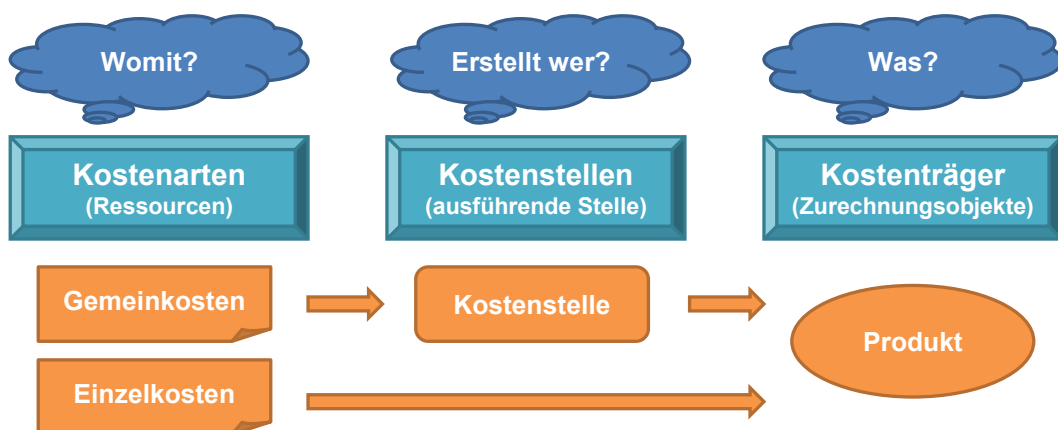 Womit?
Erstellt wer?
Was?
Kostenarten
(Ressourcen)
Kostenstellen
(ausführende Stelle)
Kostenträger
(Zurechnungsobjekte)
Gemeinkosten
Kostenstelle
Produkt
Einzelkosten